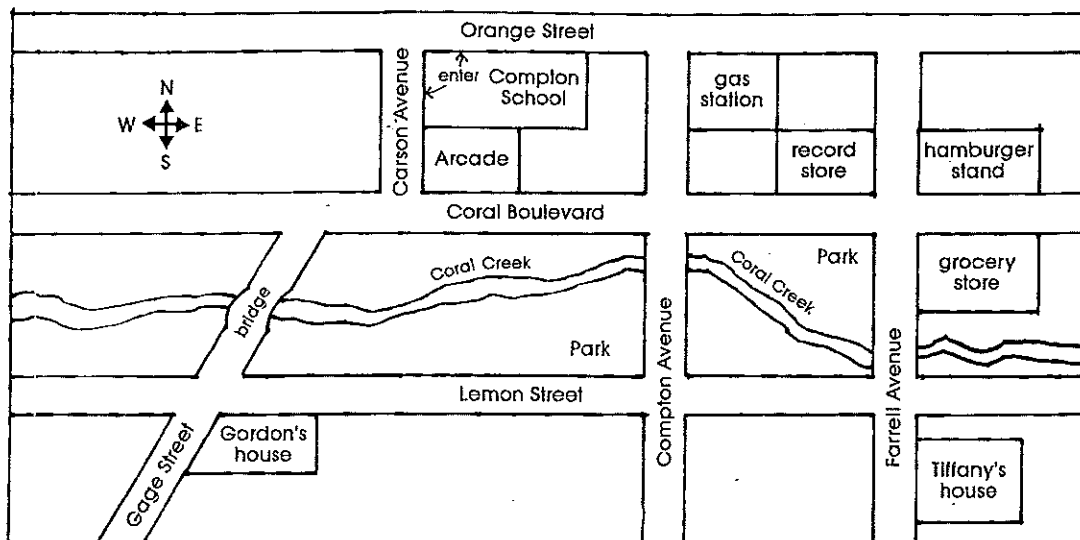 Orange Street
N
W E
S
Carson Avenue
enter
Compton
School
Arcade
gas
station
record
store
hamburger
stand
Coral Boulevard
Coral Creek
bridge
Park
Compton Avenue
Coral Creek
Park
Farrell Avenue
grocery
store
Lemon Street
Gage Street
Gordon's
house
Tiffany's
house